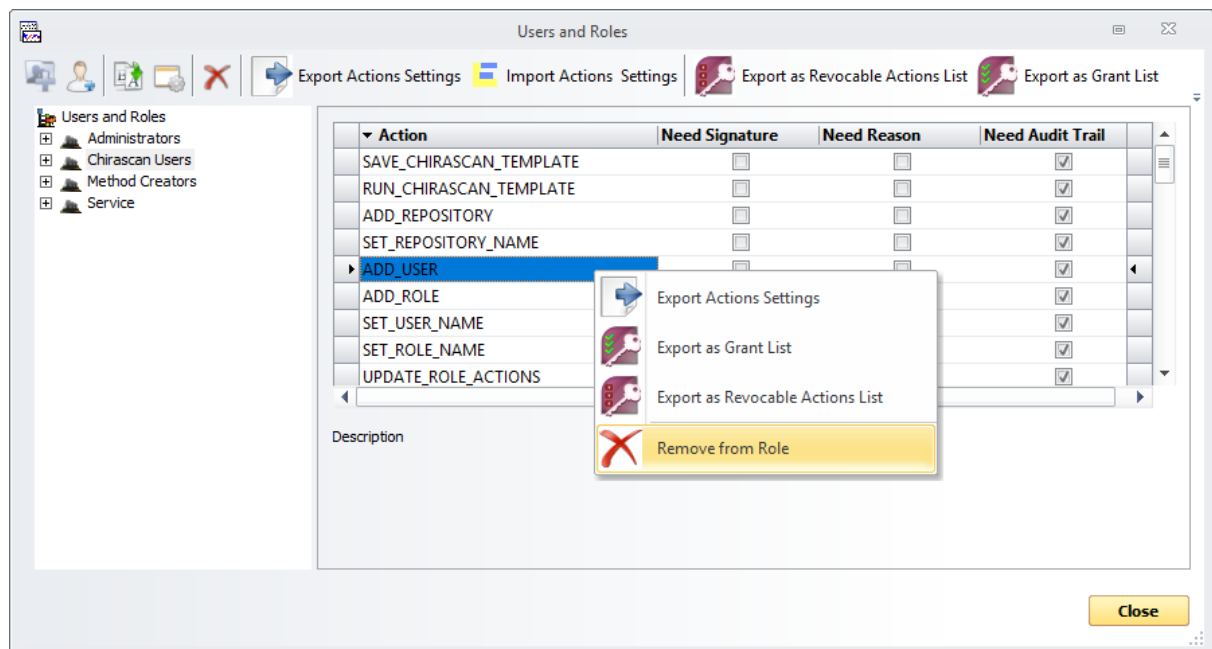 Users and Roles
Export Actions Settings Import Actions Settings Export as Revocable Actions List Export as Grant List
Users and Roles
Administrators
Chirascan Users
Method Creators
Service
Action Need Signature Need Reason Need Audit Trail
SAVE_CHIRASCAN_TEMPLATE
RUN_CHIRASCAN_TEMPLATE
ADD_REPOSITORY
SET_REPOSITORY_NAME
ADD_USER
ADD_ROLE
SET_USER_NAME
SET_ROLE_NAME
UPDATE_ROLE_ACTIONS
Export Actions Settings
Export as Grant List
Export as Revocable Actions List
Remove from Role
Description
Close